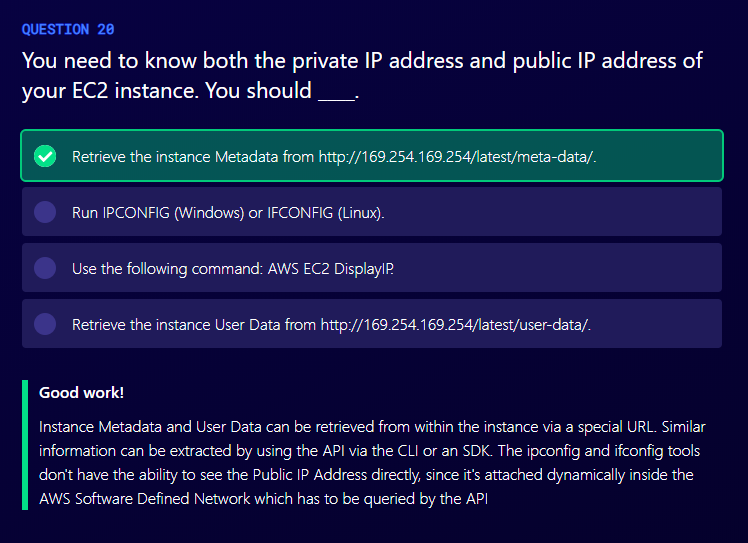 QUESTION 20
You need to know both the private IP address and public IP address of
your EC2 instance. You should ____.
Retrieve the instance Metadata from http://169.254.169.254/latest/meta-data/.
Run IPCONFIG (Windows) or IFCONFIG (Linux).
Use the following command: AWS EC2 DisplayIP.
Retrieve the instance User Data from http://169.254.169.254/latest/user-data/.
Good work!
Instance Metadata and User Data can be retrieved from within the instance via a special URL. Similar
information can be extracted by using the API via the CLI or an SDK. The ipconfig and ifconfig tools
don't have the ability to see the Public IP Address directly, since it's attached dynamically inside the
AWS Software Defined Network which has to be queried by the API